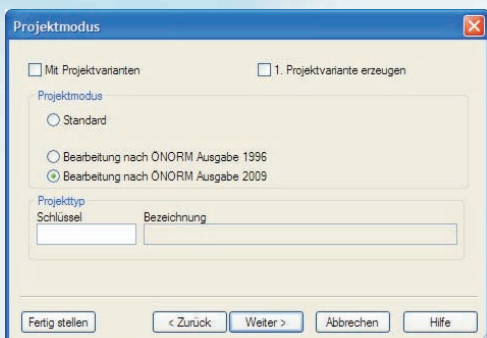 Projektmodus
Mit Projektvarianten 1. Projektvariante erzeugen
Projektmodus
Standard
Bearbeitung nach ÖNORM Ausgabe 1996
Bearbeitung nach ÖNORM Ausgabe 2009
Projekttyp
Schlüssel Bezeichnung
Fertig stellen < Zurück Weiter > Abbrechen Hilfe